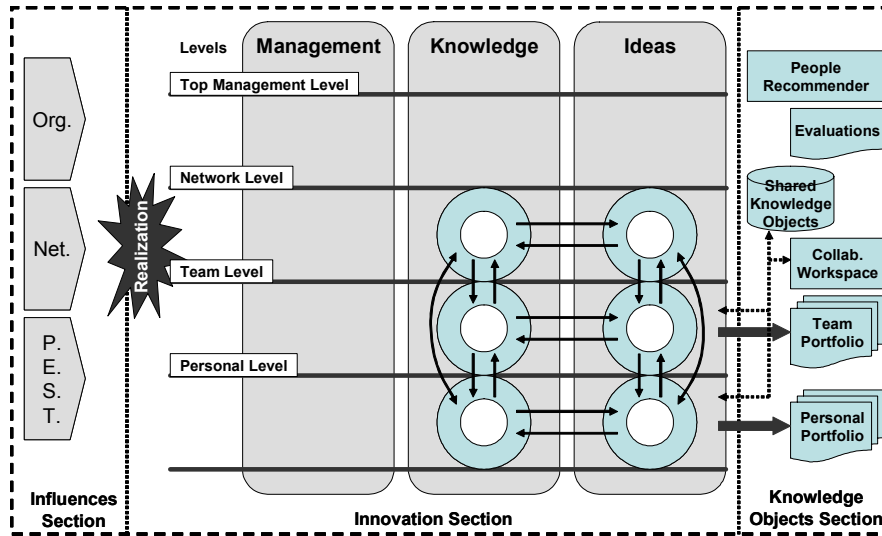 Levels
Management
Knowledge
Ideas
Top Management Level
Network Level
Team Level
Personal Level
Org.
Net.
P.
E.
S.
T.
Realization
People
Recommender
Evaluations
Shared
Knowledge
Objects
Collab.
Workspace
Team
Portfolio
Personal
Portfolio
Influences
Section
Innovation Section
Knowledge
Objects Section